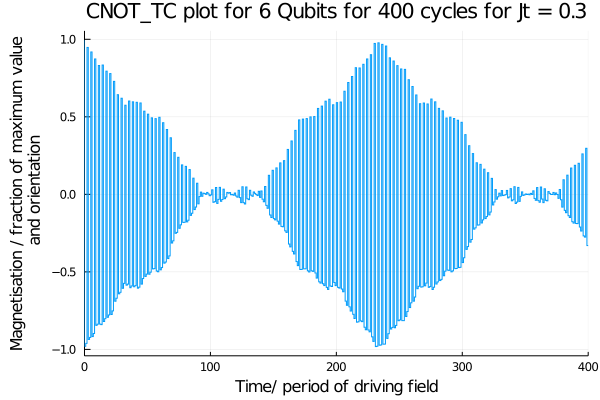 CNOT_TC plot for 6 Qubits for 400 cycles for Jt = 0.3
Magnetisation / fraction of maximum value
and orientation
1.0
0.5
0.0
−0.5
−1.0
0 100 200 300 400
Time/ period of driving field